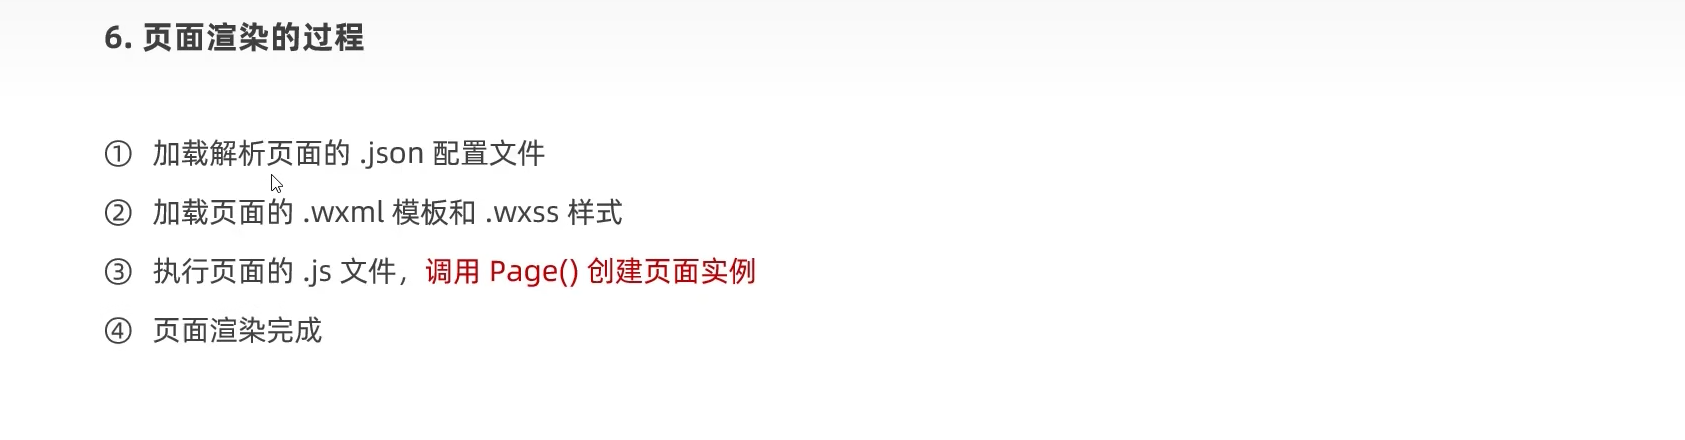 6. 页面渲染的过程
① 加载解析页面的 .json 配置文件
② 加载页面的 .wxml 模板和 .wxss 样式
③ 执行页面的 .js 文件，调用 Page() 创建页面实例
④ 页面渲染完成